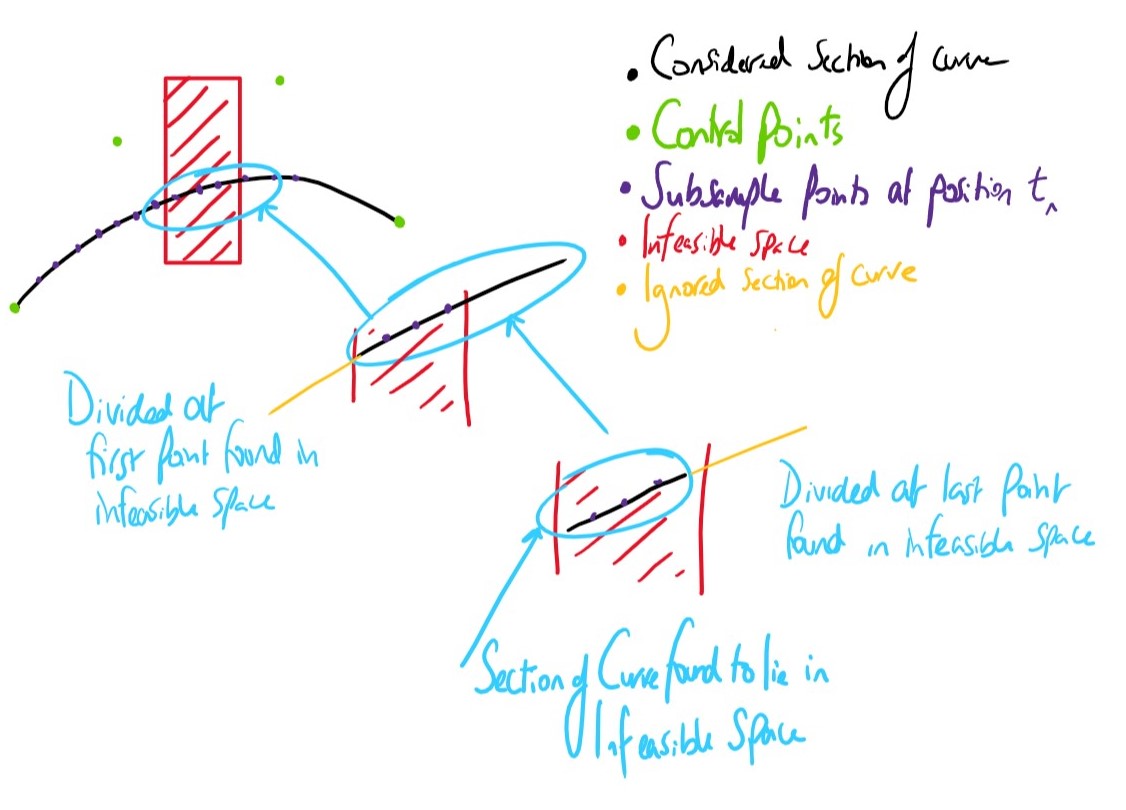 • Considered Section of curve
• Control Points
• Subsample Points at position tn
• Infeasible space
• Ignored section of curve
Divided at
first point found in
infeasible space
Divided at last point
found in infeasible space
Section of Curve found to lie in
Infeasible Space